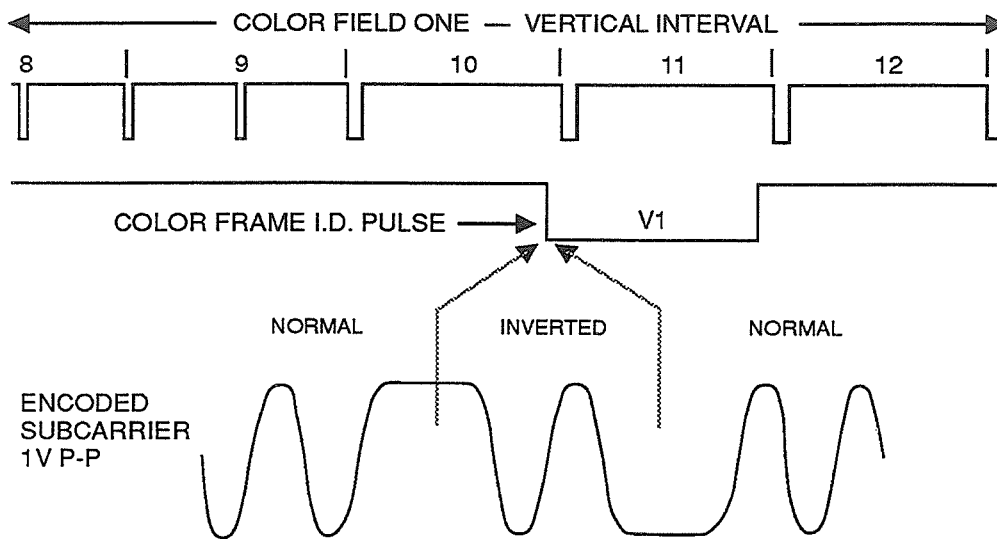 COLOR FIELD ONE — VERTICAL INTERVAL
8 9 10 11 12
COLOR FRAME I.D. PULSE
V1
NORMAL INVERTED NORMAL
ENCODED
SUBCARRIER
1V P-P